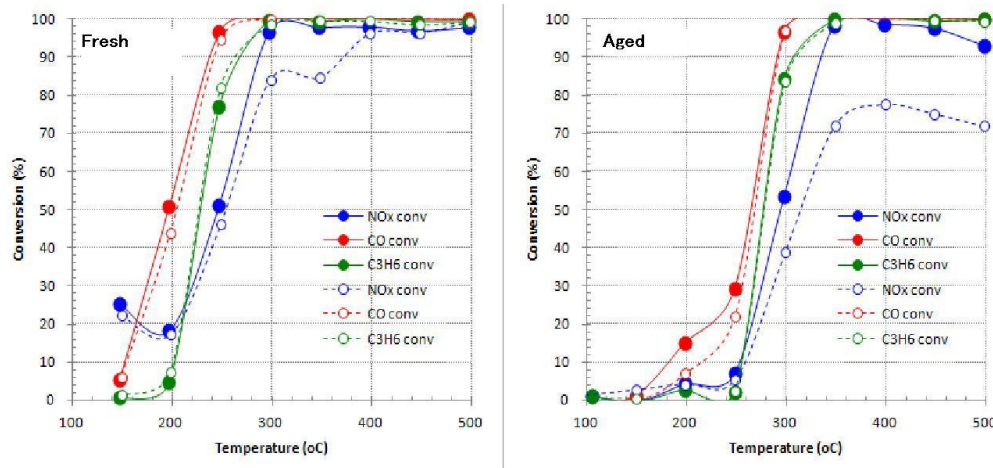 Fresh
Conversion (%)
100
90
80
70
60
50
40
30
20
10
0
NOx conv
CO conv
C3H6 conv
NOx conv
CO conv
C3H6 conv
100
200
300
400
500
Temperature (oC)
Aged
Conversion (%)
100
90
80
70
60
50
40
30
20
10
0
NOx conv
CO conv
C3H6 conv
NOx conv
CO conv
C3H6 conv
100
200
300
400
500
Temperature (oC)